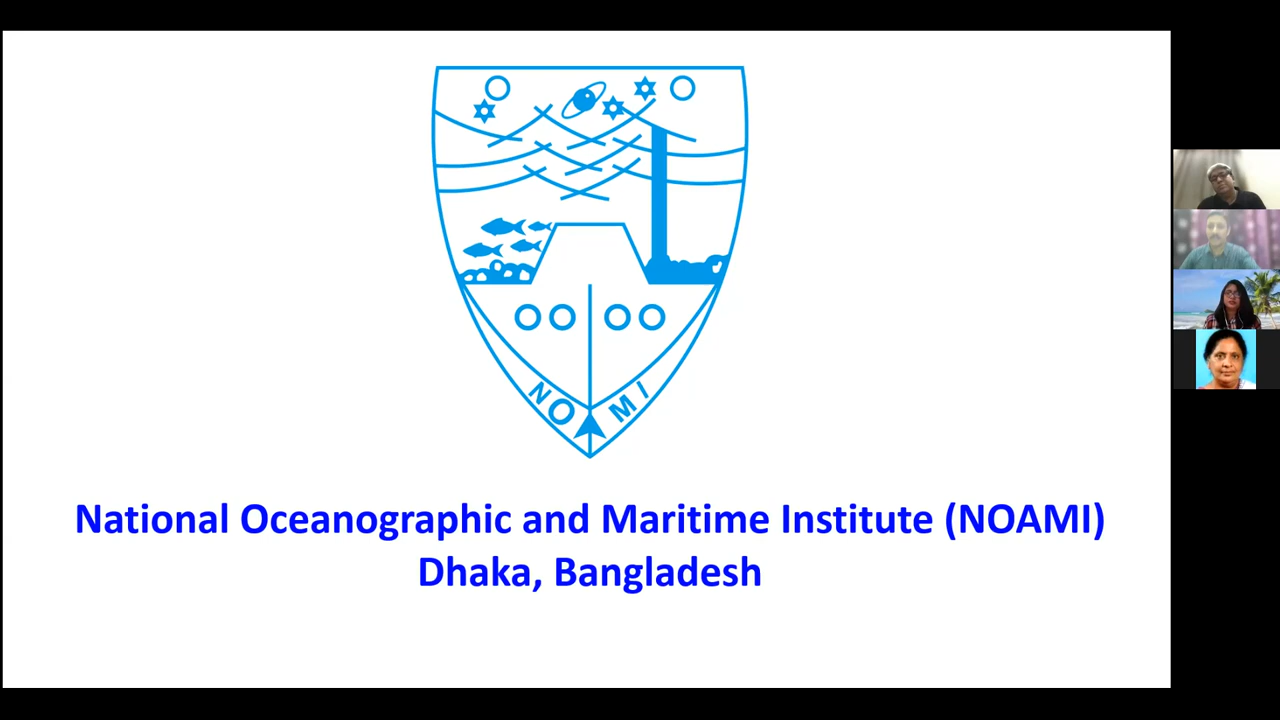 NOAMI
National Oceanographic and Maritime Institute (NOAMI)
Dhaka, Bangladesh